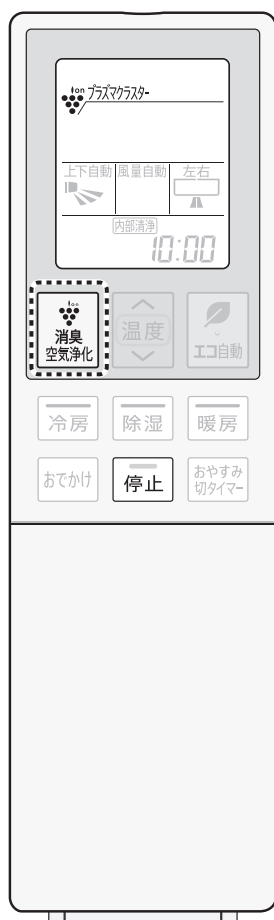 ion プラズマクラスター
上下自動 風量自動 左右
内部清浄
10:00
ion
消臭
空気浄化
温度
エコ自動
冷房 除湿 暖房
おでかけ 停止 おやすみ
切タイマー